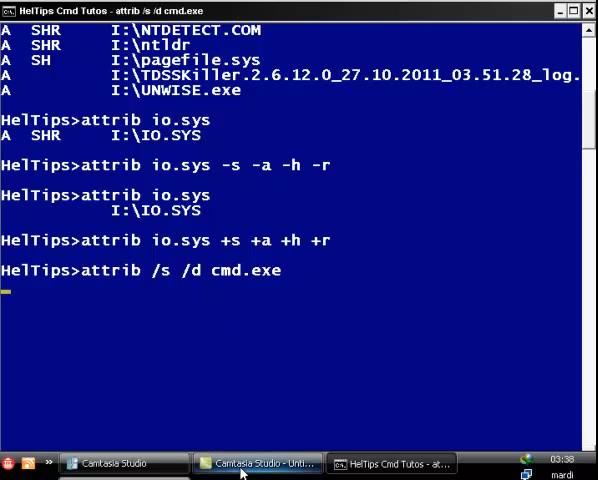 HelTips Cmd Tutos - attrib /s /d cmd.exe
A SHR I:\NTDETECT.COM
A SHR I:\ntldr
A SH I:\pagefile.sys
A I:\TDSSKiller.2.6.12.0_27.10.2011_03.51.28_log.
A I:\UNWISE.exe
HelTips>attrib io.sys
A SHR I:\IO.SYS
HelTips>attrib io.sys -s -a -h -r
HelTips>attrib io.sys
I:\IO.SYS
HelTips>attrib io.sys +s +a +h +r
HelTips>attrib /s /d cmd.exe
Camtasia Studio
Camtasia Studio - Unti...
HelTips Cmd Tutos - at...
03:38
mardi